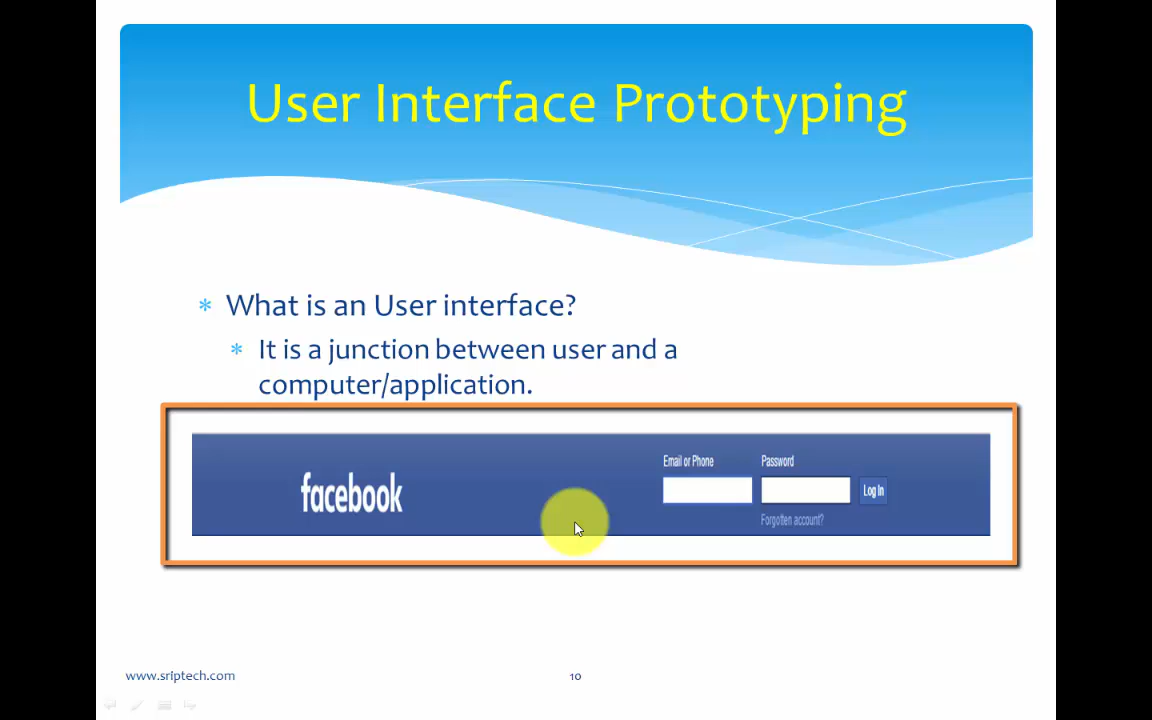 User Interface Prototyping
* What is an User interface?
* It is a junction between user and a
computer/application.
Email or Phone Password
facebook
Log In
Forgotten account?
www.sriptech.com 10